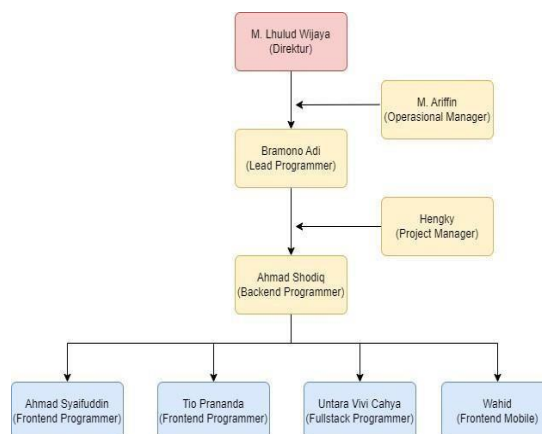 M. Lhulud Wijaya
(Direktur)
M. Ariffin
(Operasional Manager)
Bramono Adi
(Lead Programmer)
Hengky
(Project Manager)
Ahmad Shodiq
(Backend Programmer)
Ahmad Syaifuddin
(Frontend Programmer)
Tio Prananda
(Frontend Programmer)
Untara Vivi Cahya
(Fullstack Programmer)
Wahid
(Frontend Mobile)